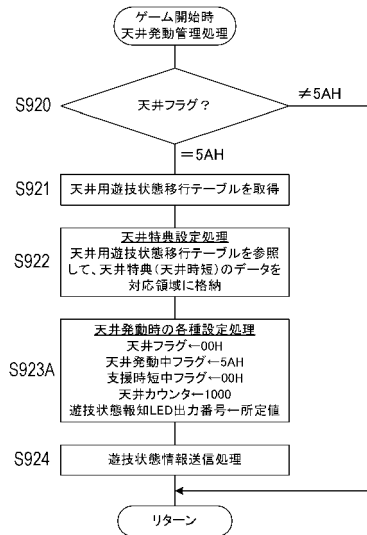 ゲーム開始時
天井発動管理処理
S920
天井フラグ？
≠5AH
＝5AH
S921
天井用遊技状態移行テーブルを取得
S922
天井特典設定処理
天井用遊技状態移行テーブルを参照
して、天井特典（天井時短）のデータを
対応領域に格納
S923A
天井発動時の各種設定処理
天井フラグ←00H
天井発動中フラグ←5AH
支援時短中フラグ←00H
天井カウンター←1000
遊技状態報知LED出力番号←所定値
S924
遊技状態情報送信処理
リターン